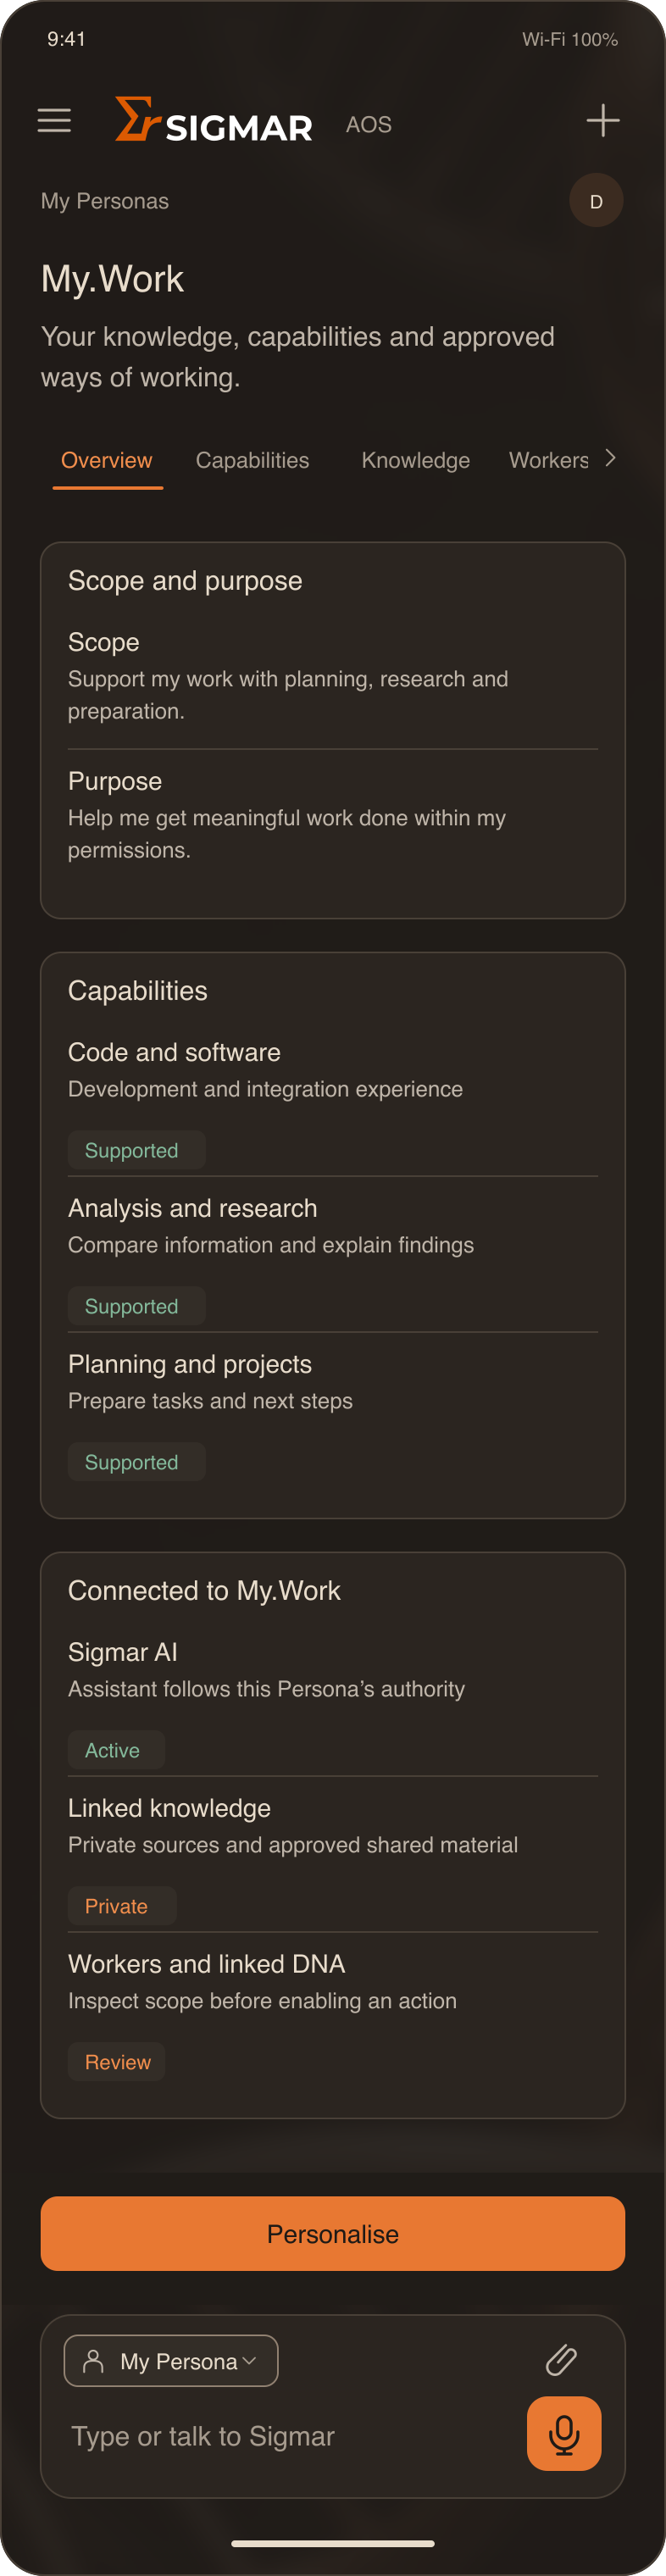 9:41
Wi-Fi 100%
Σr SIGMAR AOS
My Personas
D
My.Work
Your knowledge, capabilities and approved
ways of working.
Overview Capabilities Knowledge Workers
Scope and purpose
Scope
Support my work with planning, research and
preparation.
Purpose
Help me get meaningful work done within my
permissions.
Capabilities
Code and software
Development and integration experience
Supported
Analysis and research
Compare information and explain findings
Supported
Planning and projects
Prepare tasks and next steps
Supported
Connected to My.Work
Sigmar AI
Assistant follows this Persona’s authority
Active
Linked knowledge
Private sources and approved shared material
Private
Workers and linked DNA
Inspect scope before enabling an action
Review
Personalise
My Persona
Type or talk to Sigmar